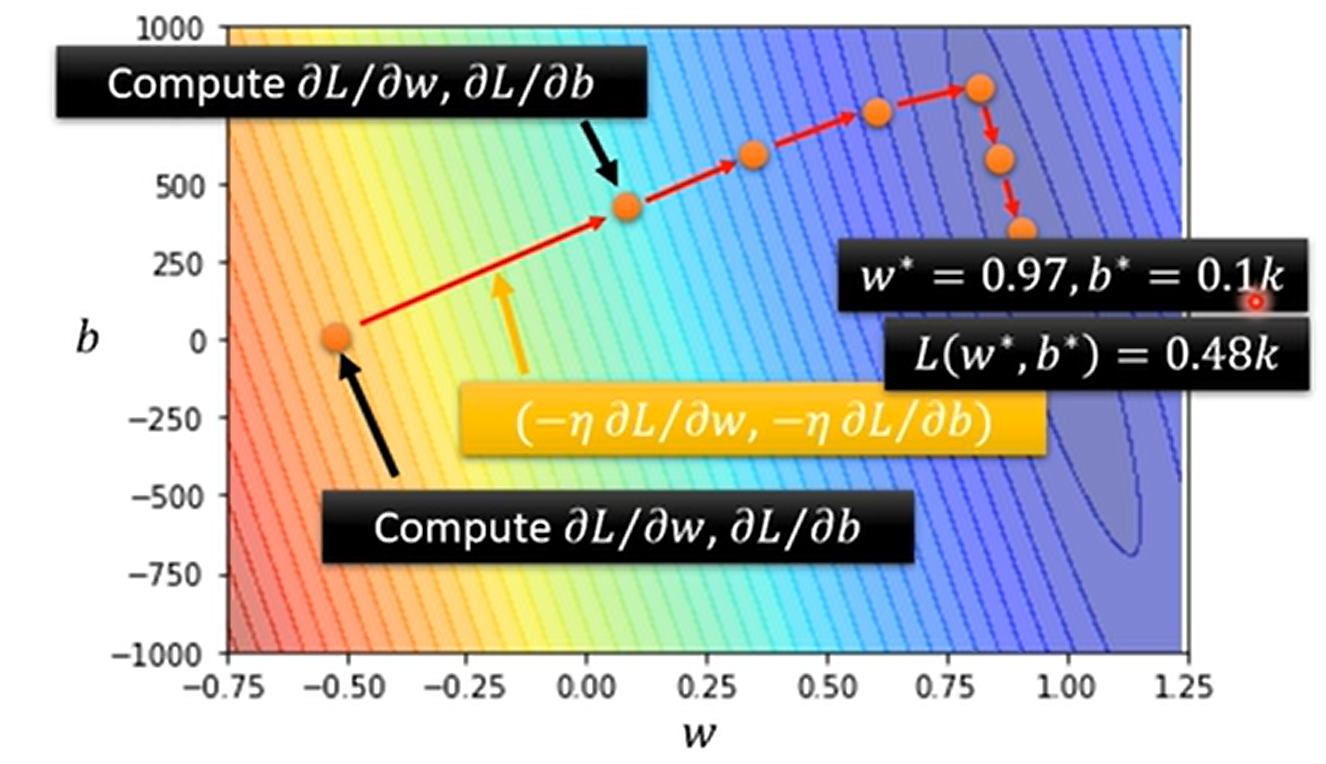 1000
Compute ∂L/∂w, ∂L/∂b
500
250
w* = 0.97, b* = 0.1k
b
0
L(w*, b*) = 0.48k
−250
(−η ∂L/∂w, −η ∂L/∂b)
−500
Compute ∂L/∂w, ∂L/∂b
−750
−1000
−0.75 −0.50 −0.25 0.00 0.25 0.50 0.75 1.00 1.25
w